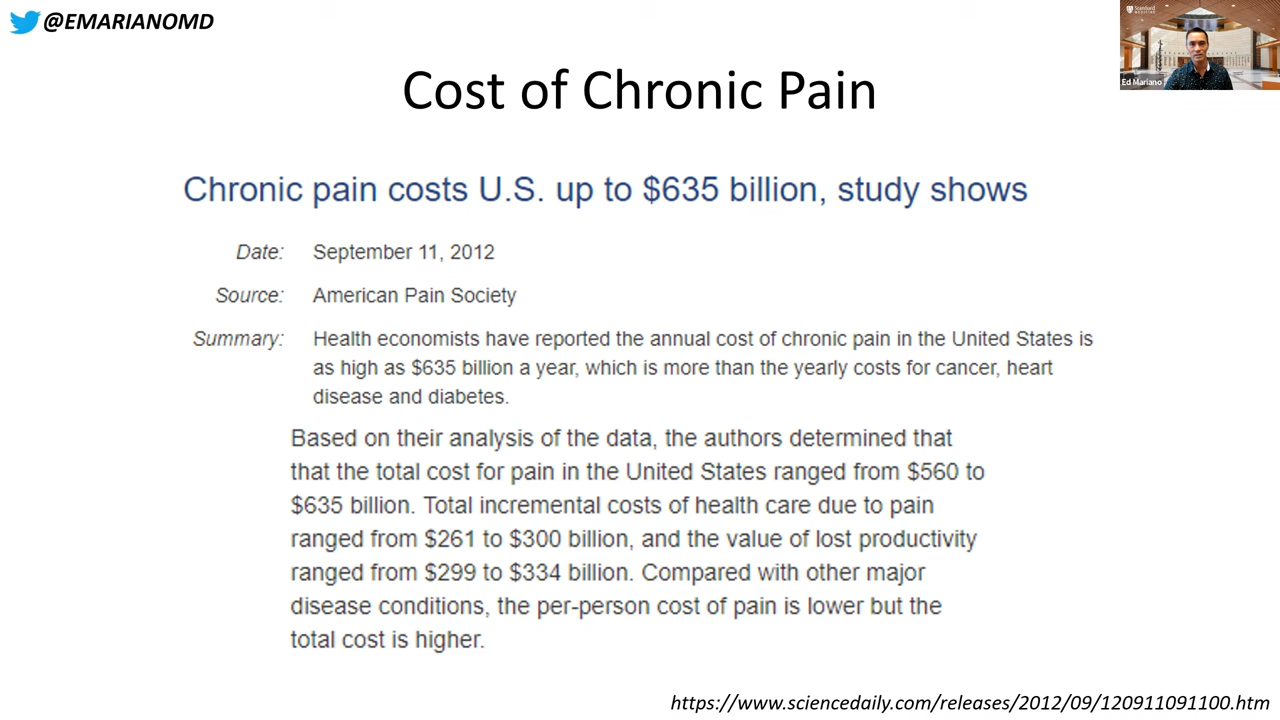 @EMARIANOMD
Stanford
MEDICINE
Ed Mariano
Cost of Chronic Pain
Chronic pain costs U.S. up to $635 billion, study shows
Date: September 11, 2012
Source: American Pain Society
Summary: Health economists have reported the annual cost of chronic pain in the United States is
as high as $635 billion a year, which is more than the yearly costs for cancer, heart
disease and diabetes.
Based on their analysis of the data, the authors determined that
that the total cost for pain in the United States ranged from $560 to
$635 billion. Total incremental costs of health care due to pain
ranged from $261 to $300 billion, and the value of lost productivity
ranged from $299 to $334 billion. Compared with other major
disease conditions, the per-person cost of pain is lower but the
total cost is higher.
https://www.sciencedaily.com/releases/2012/09/120911091100.htm